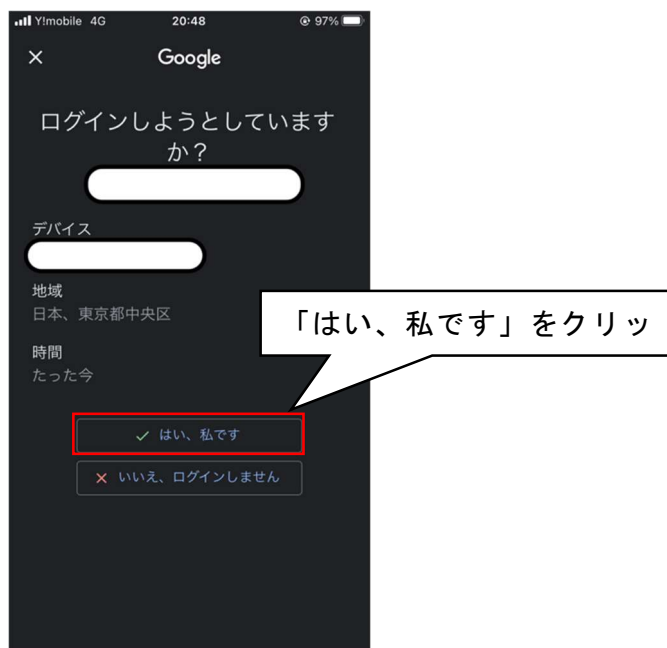 Y!mobile 4G 20:48 97%
Google
ログインしようとしています
か？
デバイス
地域
日本、東京都中央区
時間
たった今
「はい、私です」をクリッ
はい、私です
いいえ、ログインしません